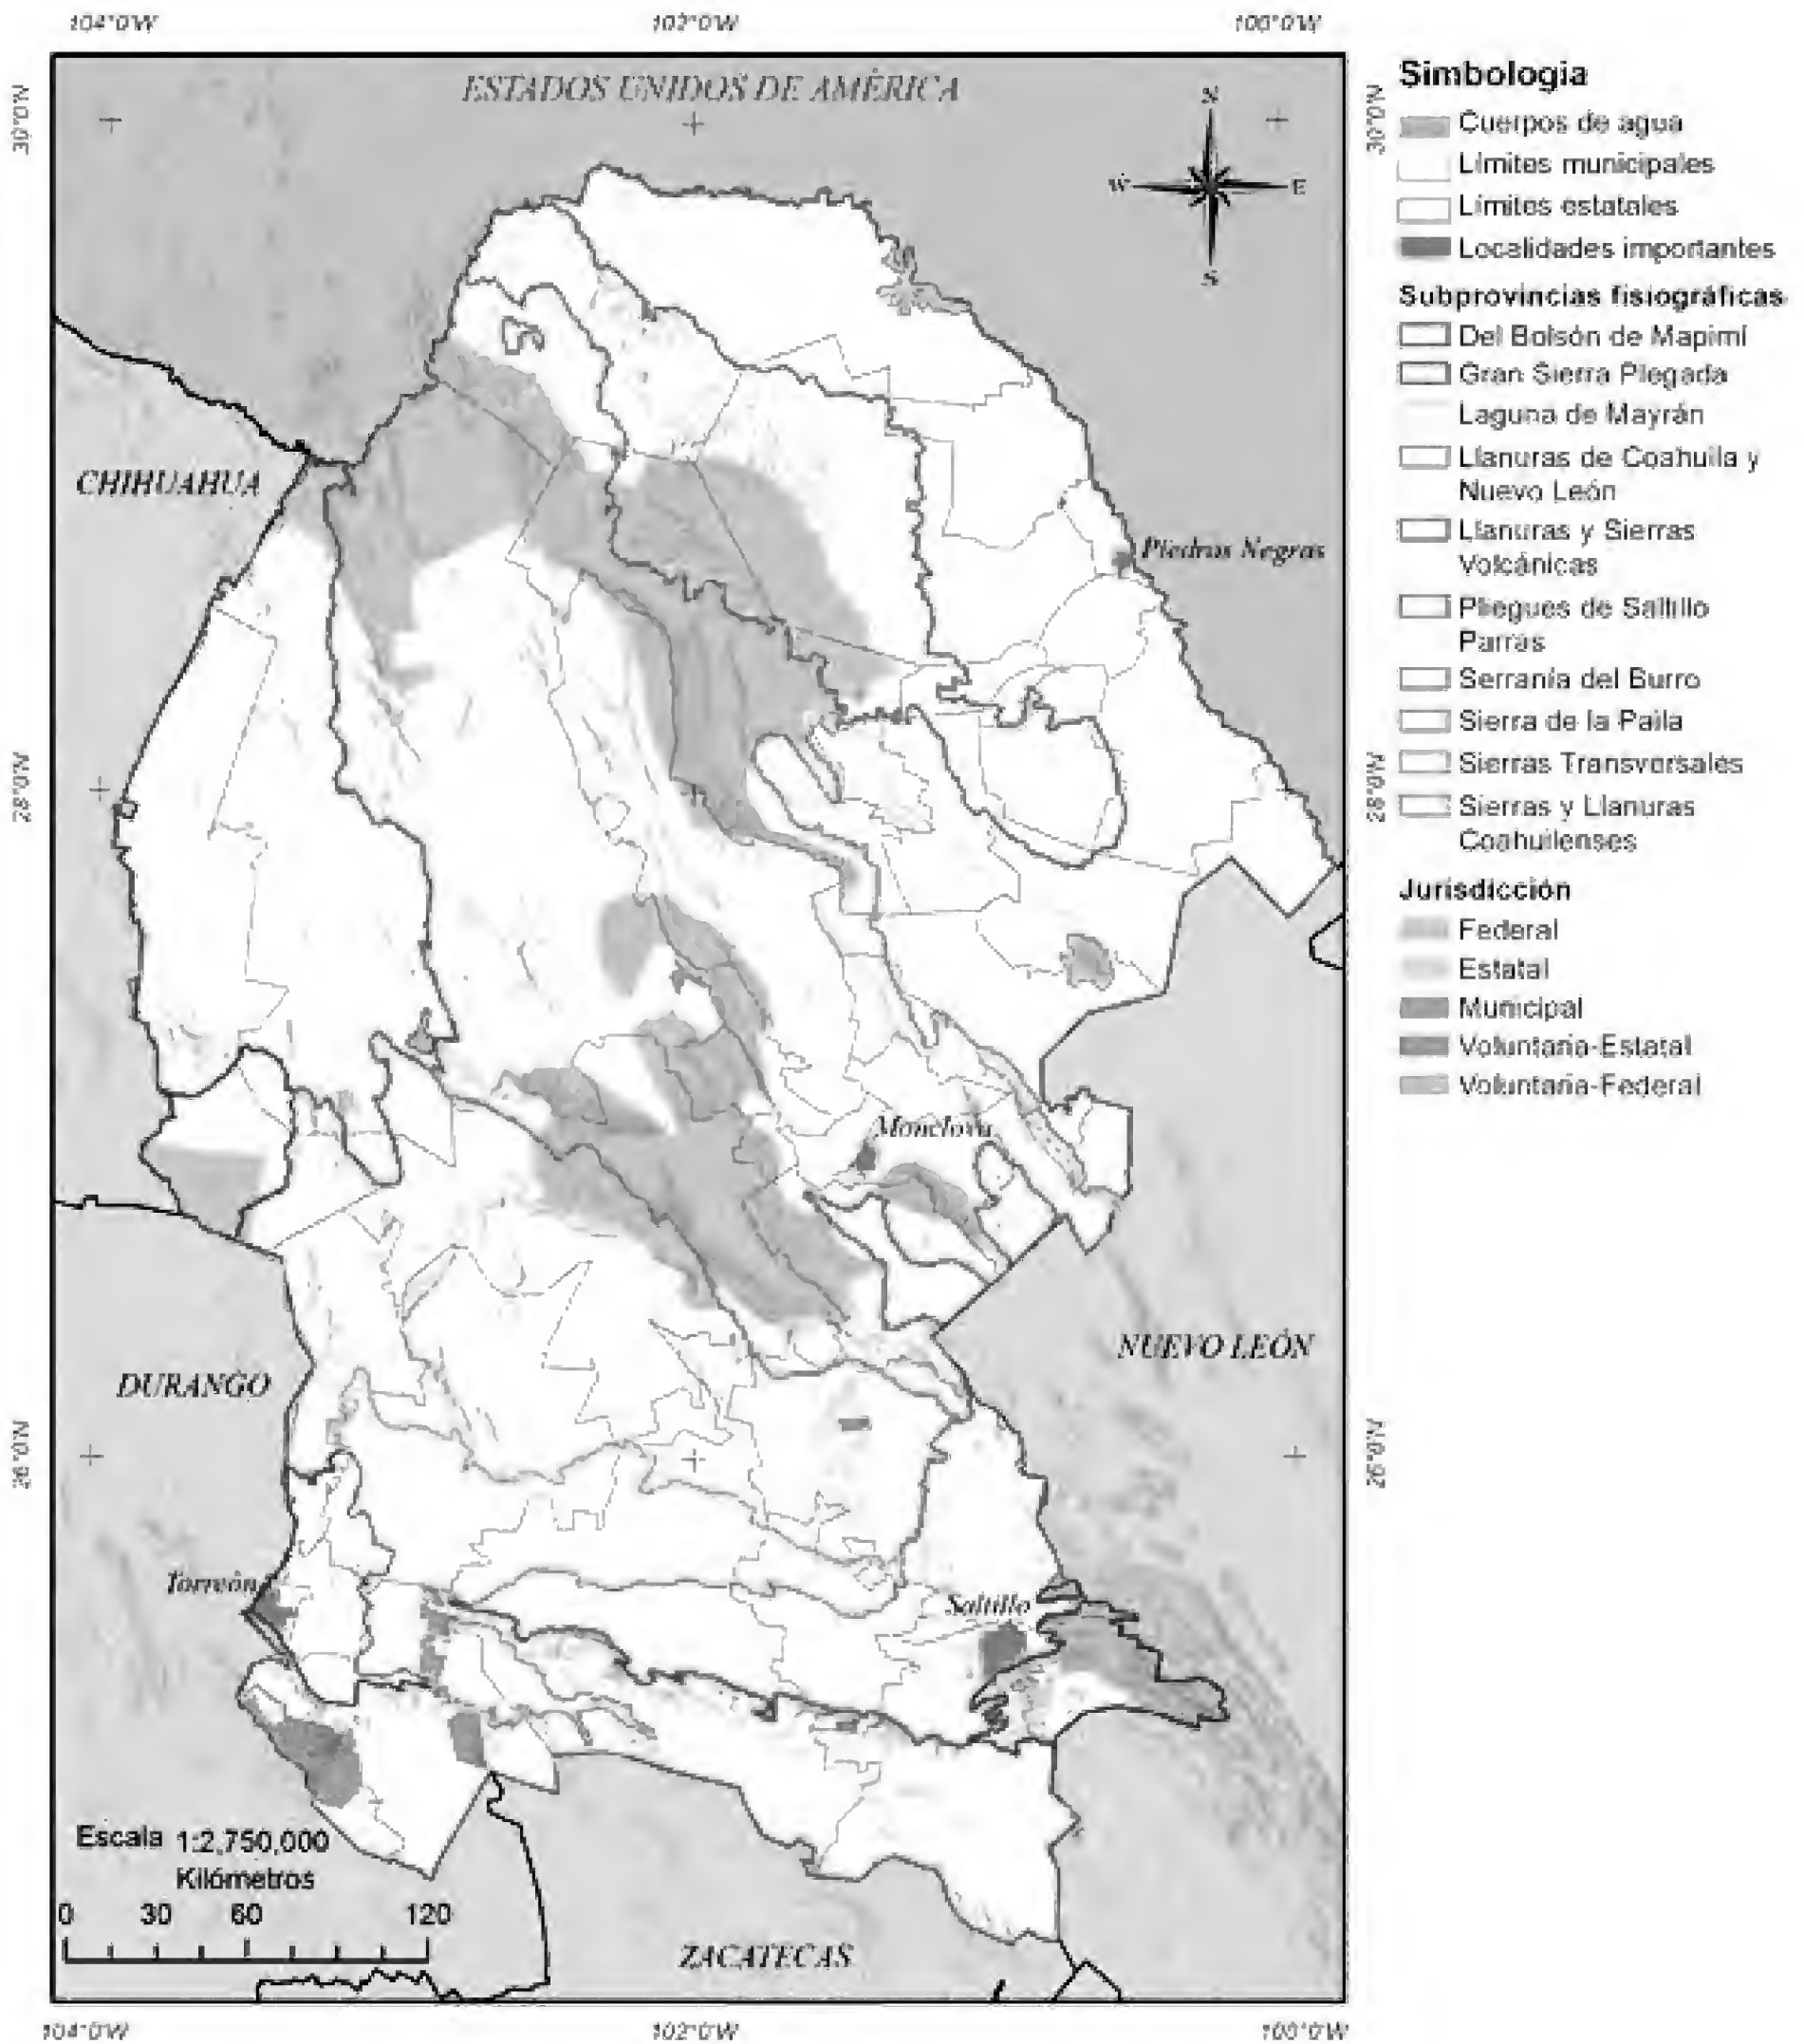 104°0'W 102°0'W 100°0'W
30°0'N
30°0'N
ESTADOS UNIDOS DE AMÉRICA
N
W
E
S
CHIHUAHUA
Piedras Negras
28°0'N
28°0'N
Monclova
NUEVO LEÓN
DURANGO
26°0'N
26°0'N
Torreón
Saltillo
Escala 1:2,750,000
Kilómetros
0 30 60 120
ZACATECAS
104°0'W 102°0'W 100°0'W
Simbología
Cuerpos de agua
Límites municipales
Límites estatales
Localidades importantes
Subprovincias fisiográficas
Del Bolsón de Mapimí
Gran Sierra Plegada
Laguna de Mayrán
Llanuras de Coahuila y
Nuevo León
Llanuras y Sierras
Volcánicas
Pliegues de Saltillo
Parras
Serranía del Burro
Sierra de la Paila
Sierras Transversales
Sierras y Llanuras
Coahuilenses
Jurisdicción
Federal
Estatal
Municipal
Voluntaria-Estatal
Voluntaria-Federal